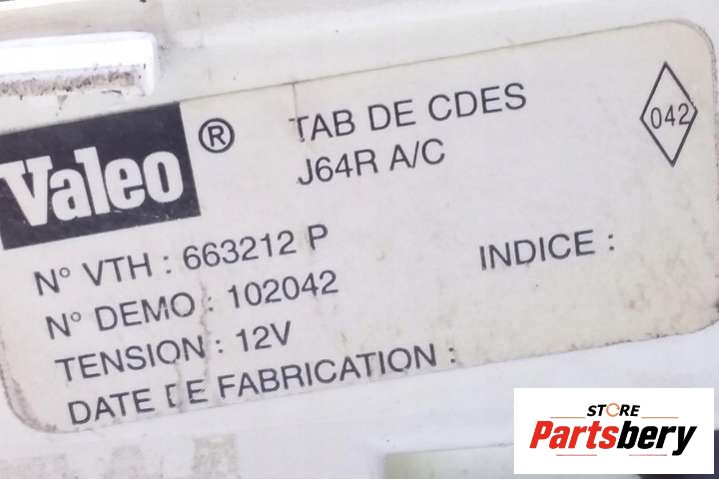 Valeo®
TAB DE CDES
J64R A/C
042
N° VTH : 663212 P
N° DEMO : 102042
INDICE :
TENSION : 12V
DATE DE FABRICATION :
STORE
Partsbery